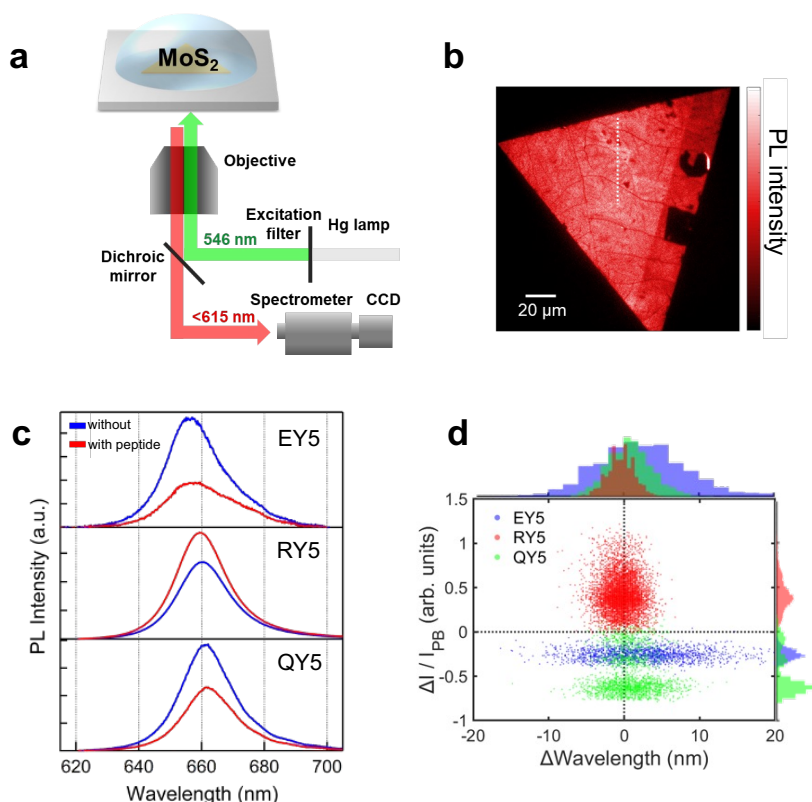 a
MoS2
Objective
Excitation
filter
Hg lamp
546 nm
Dichroic
mirror
Spectrometer
CCD
<615 nm
b
PL intensity
20 μm
c
without
with peptide
EY5
RY5
QY5
PL Intensity (a.u.)
620
640
660
680
700
Wavelength (nm)
d
EY5
RY5
QY5
1.5
1
0.5
0
-0.5
-1
ΔI / IPB (arb. units)
-20
-10
0
10
20
ΔWavelength (nm)